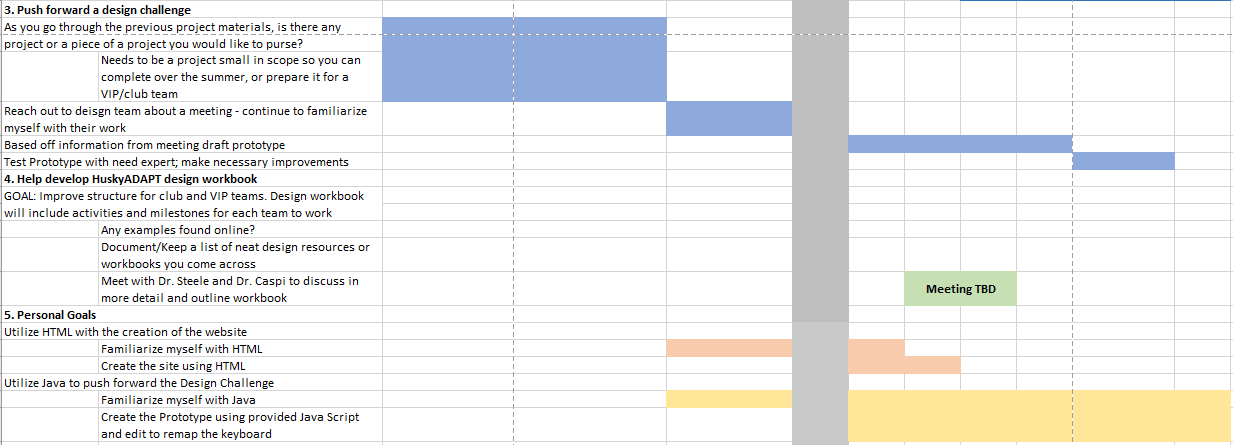 3. Push forward a design challenge
As you go through the previous project materials, is there any
project or a piece of a project you would like to purse?
Needs to be a project small in scope so you can
complete over the summer, or prepare it for a
VIP/club team
Reach out to deisgn team about a meeting - continue to familiarize
myself with their work
Based off information from meeting draft prototype
Test Prototype with need expert; make necessary improvements
4. Help develop HuskyADAPT design workbook
GOAL: Improve structure for club and VIP teams. Design workbook
will include activities and milestones for each team to work
Any examples found online?
Document/Keep a list of neat design resources or
workbooks you come across
Meet with Dr. Steele and Dr. Caspi to discuss in
more detail and outline workbook
Meeting TBD
5. Personal Goals
Utilize HTML with the creation of the website
Familiarize myself with HTML
Create the site using HTML
Utilize Java to push forward the Design Challenge
Familiarize myself with Java
Create the Prototype using provided Java Script
and edit to remap the keyboard